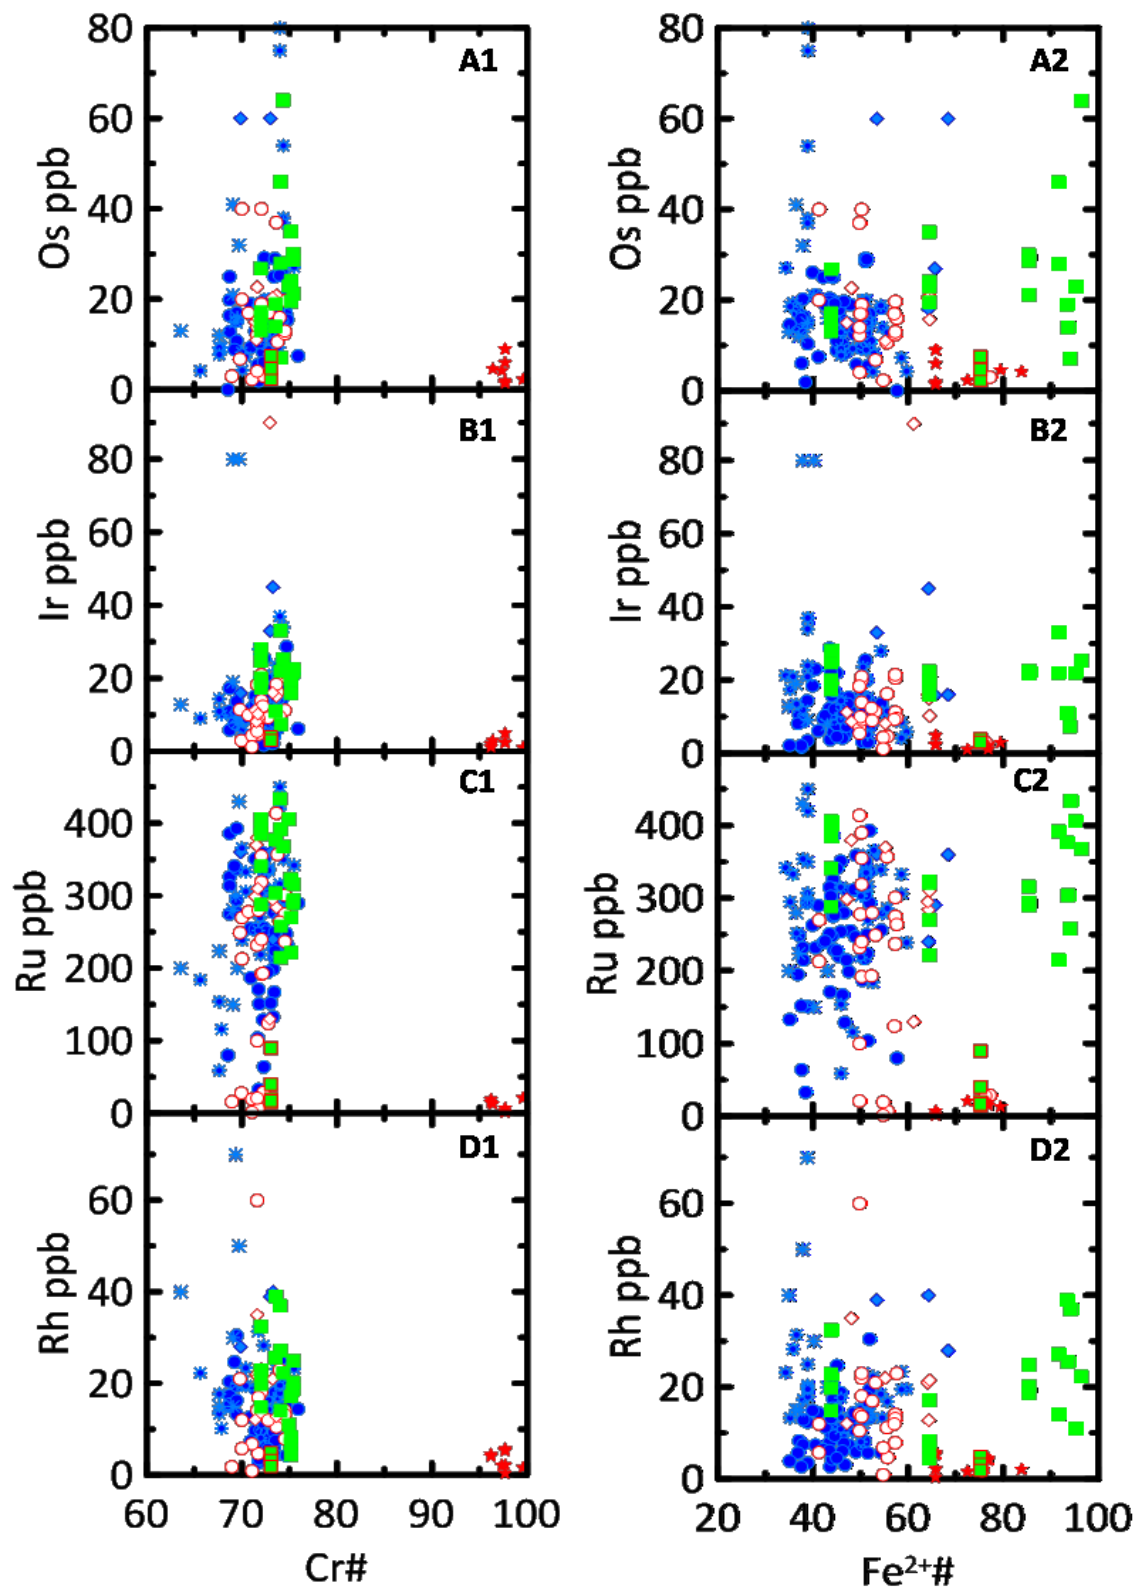 80 A1 80 A2
60 60
Os ppb 40 Os ppb 40
20 20
0 0
B1 B2
80 80
Ir ppb 60 Ir ppb 60
40 40
20 20
0 0
C1 C2
400 400
Ru ppb 300 Ru ppb 300
200 200
100 100
0 0
D1 D2
60 60
Rh ppb 40 Rh ppb 40
20 20
0 0
60 70 80 90 100 20 40 60 80 100
Cr# Fe²⁺#